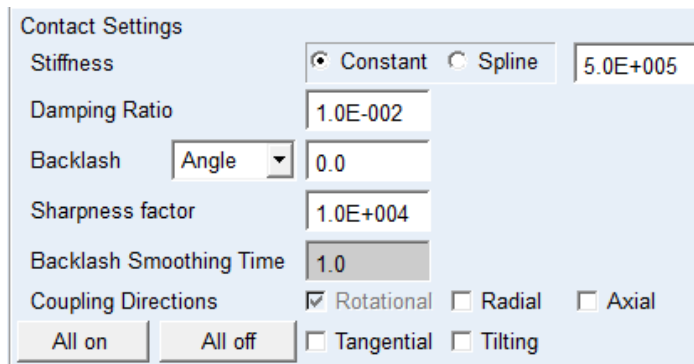 Contact Settings
Stiffness Constant Spline 5.0E+005
Damping Ratio 1.0E-002
Backlash Angle 0.0
Sharpness factor 1.0E+004
Backlash Smoothing Time 1.0
Coupling Directions Rotational Radial Axial
All on All off Tangential Tilting